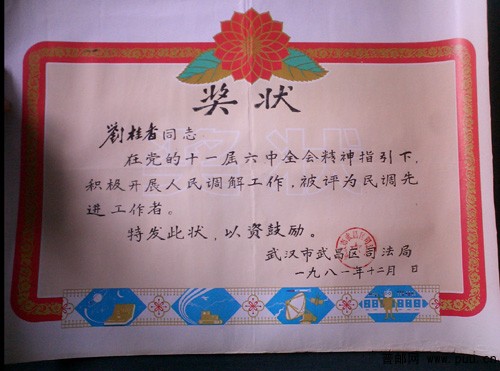 奖状
劉桂者同志
在党的十一届六中全会精神指引下,
积极开展人民调解工作,被评为民调先
进工作者。
特发此状,以资鼓励。
武汉市武昌区司法局
一九八一年十二月 日